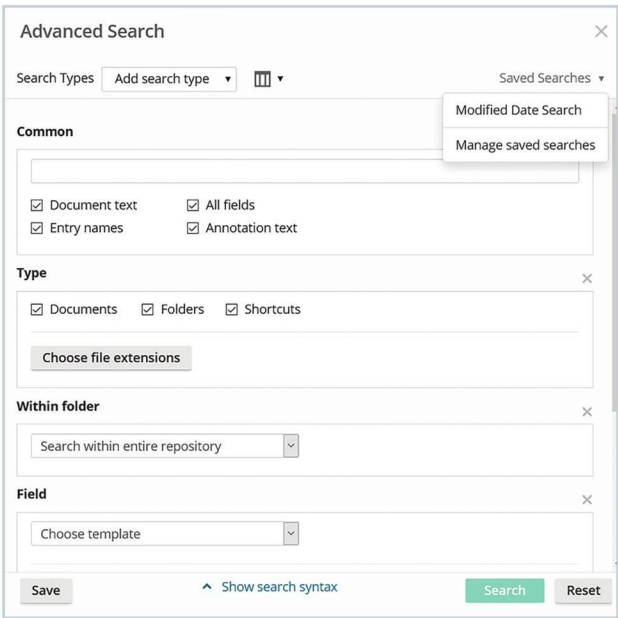 Advanced Search
Search Types Add search type Saved Searches
Modified Date Search
Manage saved searches
Common
Document text All fields
Entry names Annotation text
Type
Documents Folders Shortcuts
Choose file extensions
Within folder
Search within entire repository
Field
Choose template
Save Show search syntax Search Reset